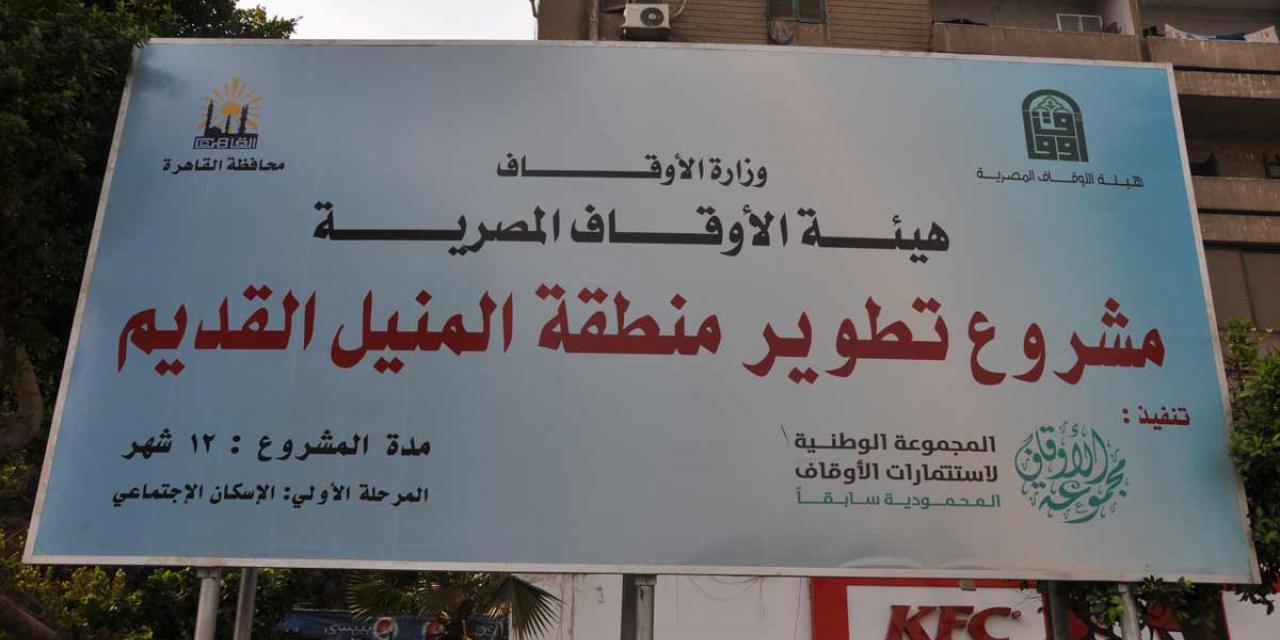 هيئة الأوقاف المصرية
القاهرة
محافظة القاهرة
وزارة الأوقاف
هيئة الأوقاف المصرية
مشروع تطوير منطقة المنيل القديم
تنفيذ :
مجموعة الأوقاف
المجموعة الوطنية
لاستثمارات الأوقاف
المحمودية سابقاً
مدة المشروع : ١٢ شهر
المرحلة الأولي: الإسكان الإجتماعي
بيبسي
KFC